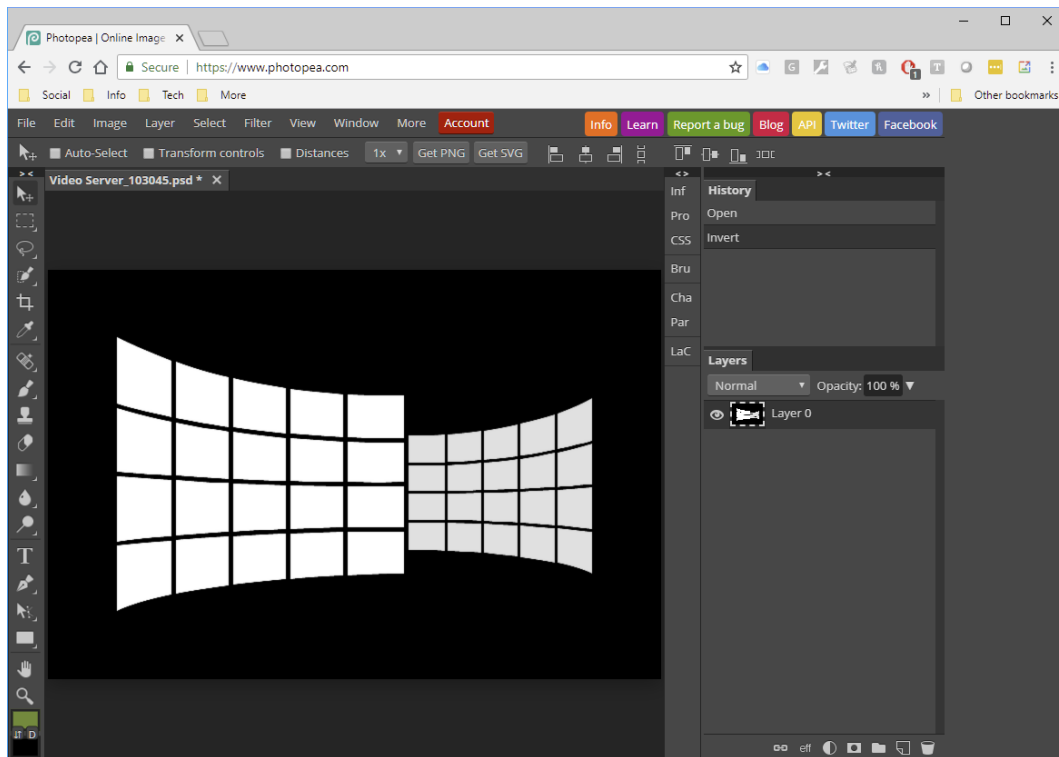 Photopea | Online Image
Secure | https://www.photopea.com
Social Info Tech More » Other bookmarks
File Edit Image Layer Select Filter View Window More Account Info Learn Report a bug Blog API Twitter Facebook
Auto-Select Transform controls Distances 1x Get PNG Get SVG
Video Server_103045.psd *
Inf
Pro
CSS
Bru
Cha
Par
LaC
History
Open
Invert
Layers
Normal Opacity: 100 %
Layer 0
T
D
eff